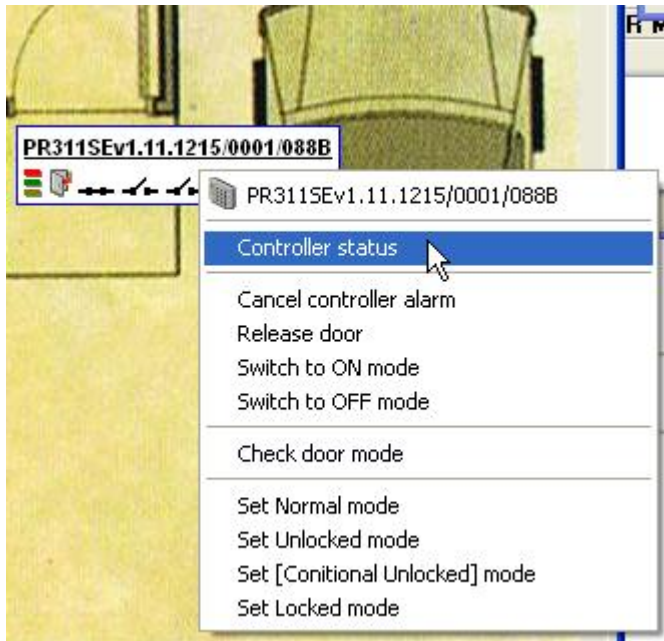 R M
PR311SEv1.11.1215/0001/088B
PR311SEv1.11.1215/0001/088B
Controller status
Cancel controller alarm
Release door
Switch to ON mode
Switch to OFF mode
Check door mode
Set Normal mode
Set Unlocked mode
Set [Conitional Unlocked] mode
Set Locked mode